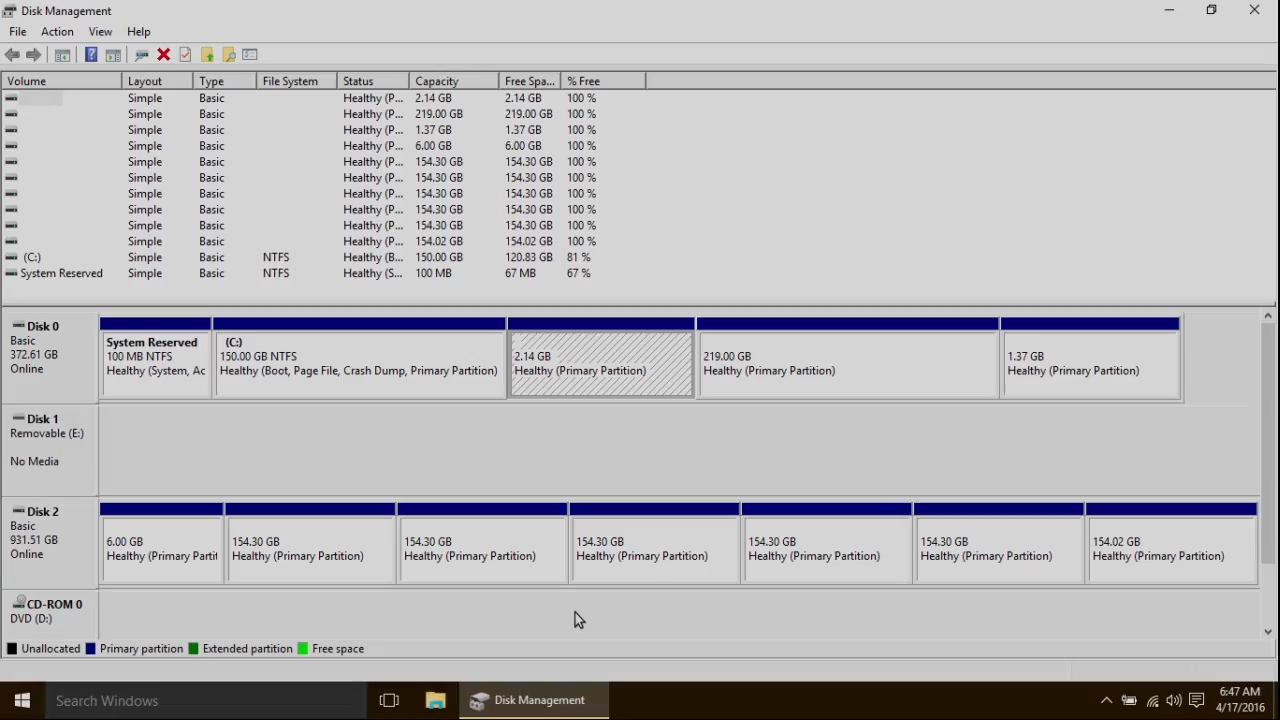 Disk Management
File Action View Help
Volume Layout Type File System Status Capacity Free Spa... % Free
Simple Basic Healthy (P... 2.14 GB 2.14 GB 100 %
Simple Basic Healthy (P... 219.00 GB 219.00 GB 100 %
Simple Basic Healthy (P... 1.37 GB 1.37 GB 100 %
Simple Basic Healthy (P... 6.00 GB 6.00 GB 100 %
Simple Basic Healthy (P... 154.30 GB 154.30 GB 100 %
Simple Basic Healthy (P... 154.30 GB 154.30 GB 100 %
Simple Basic Healthy (P... 154.30 GB 154.30 GB 100 %
Simple Basic Healthy (P... 154.30 GB 154.30 GB 100 %
Simple Basic Healthy (P... 154.30 GB 154.30 GB 100 %
Simple Basic Healthy (P... 154.02 GB 154.02 GB 100 %
(C:) Simple Basic NTFS Healthy (B... 150.00 GB 120.83 GB 81 %
System Reserved Simple Basic NTFS Healthy (S... 100 MB 67 MB 67 %
Disk 0
Basic
372.61 GB
Online
System Reserved
100 MB NTFS
Healthy (System, Ac
(C:)
150.00 GB NTFS
Healthy (Boot, Page File, Crash Dump, Primary Partition)
2.14 GB
Healthy (Primary Partition)
219.00 GB
Healthy (Primary Partition)
1.37 GB
Healthy (Primary Partition)
Disk 1
Removable (E:)
No Media
Disk 2
Basic
931.51 GB
Online
6.00 GB
Healthy (Primary Partit
154.30 GB
Healthy (Primary Partition)
154.30 GB
Healthy (Primary Partition)
154.30 GB
Healthy (Primary Partition)
154.30 GB
Healthy (Primary Partition)
154.30 GB
Healthy (Primary Partition)
154.02 GB
Healthy (Primary Partition)
CD-ROM 0
DVD (D:)
Unallocated Primary partition Extended partition Free space
Search Windows
Disk Management
6:47 AM
4/17/2016